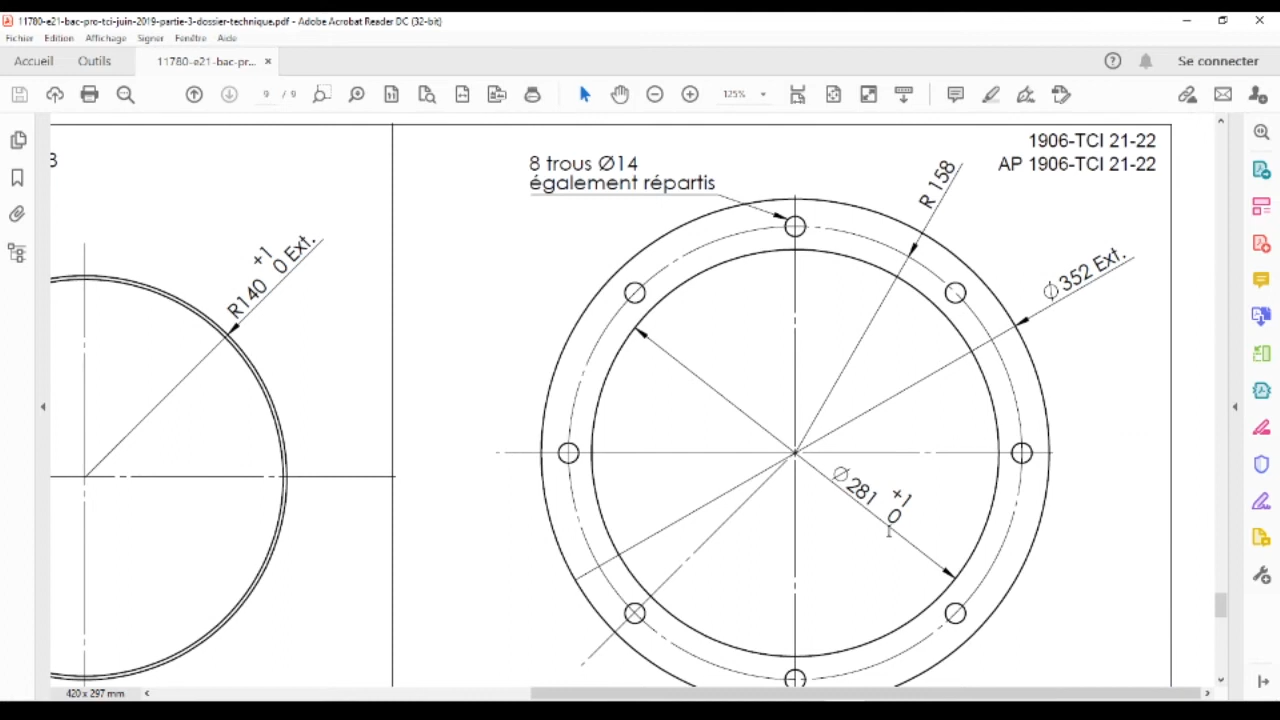 11780-e21-bac-pro-tci-juin-2019-partie-3-dossier-technique.pdf - Adobe Acrobat Reader DC (32-bit)
Fichier Edition Affichage Signer Fenêtre Aide
Accueil Outils 11780-e21-bac-pr... × Se connecter
9 / 9 125%
3
1906-TCI 21-22
AP 1906-TCI 21-22
8 trous Ø14
également répartis
R 158
R140 +1 0 Ext.
Ø 352 Ext.
Ø 281 +1 0
420 x 297 mm